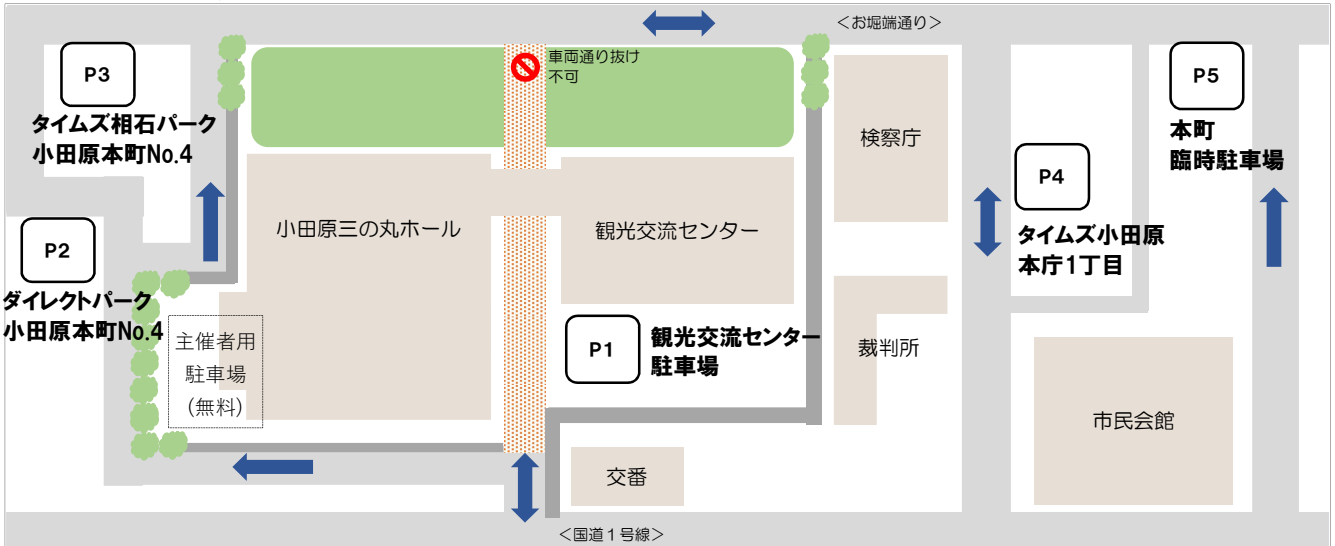 ＜お堀端通り＞
車両通り抜け
不可
P3
タイムズ相石パーク
小田原本町No.4
P5
本町
臨時駐車場
検察庁
P4
タイムズ小田原
本庁1丁目
小田原三の丸ホール
観光交流センター
P2
ダイレクトパーク
小田原本町No.4
主催者用
駐車場
(無料)
P1
観光交流センター
駐車場
裁判所
市民会館
交番
＜国道１号線＞